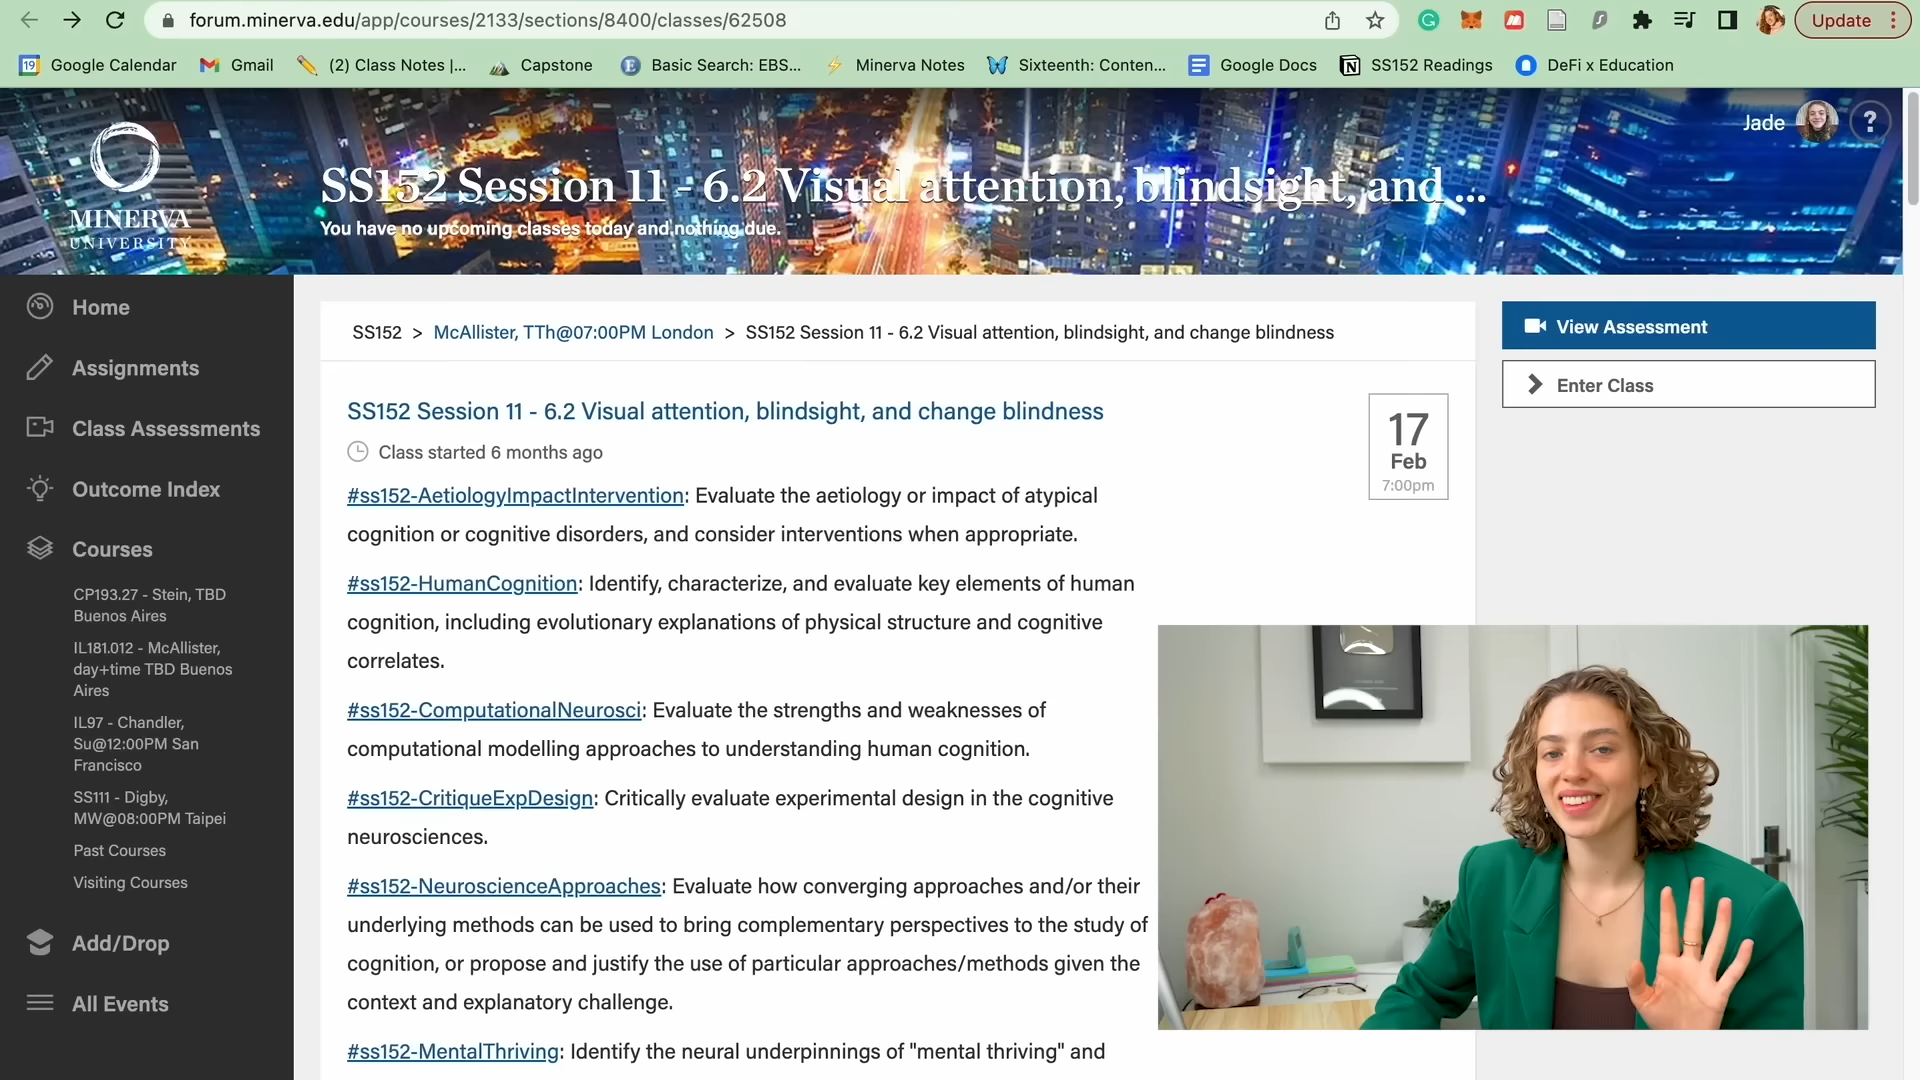 forum.minerva.edu/app/courses/2133/sections/8400/classes/62508
Update
19
Google Calendar
Gmail
(2) Class Notes |...
Capstone
Basic Search: EBS...
Minerva Notes
Sixteenth: Conten...
Google Docs
SS152 Readings
DeFi x Education
MINERVA
UNIVERSITY
SS152 Session 11 - 6.2 Visual attention, blindsight, and ...
You have no upcoming classes today and nothing due.
Jade
?
Home
Assignments
Class Assessments
Outcome Index
Courses
CP193.27 - Stein, TBD
Buenos Aires
IL181.012 - McAllister,
day+time TBD Buenos
Aires
IL97 - Chandler,
Su@12:00PM San
Francisco
SS111 - Digby,
MW@08:00PM Taipei
Past Courses
Visiting Courses
Add/Drop
All Events
SS152 > McAllister, TTh@07:00PM London > SS152 Session 11 - 6.2 Visual attention, blindsight, and change blindness
SS152 Session 11 - 6.2 Visual attention, blindsight, and change blindness
Class started 6 months ago
17
Feb
7:00pm
#ss152-AetiologyImpactIntervention: Evaluate the aetiology or impact of atypical
cognition or cognitive disorders, and consider interventions when appropriate.
#ss152-HumanCognition: Identify, characterize, and evaluate key elements of human
cognition, including evolutionary explanations of physical structure and cognitive
correlates.
#ss152-ComputationalNeurosci: Evaluate the strengths and weaknesses of
computational modelling approaches to understanding human cognition.
#ss152-CritiqueExpDesign: Critically evaluate experimental design in the cognitive
neurosciences.
#ss152-NeuroscienceApproaches: Evaluate how converging approaches and/or their
underlying methods can be used to bring complementary perspectives to the study of
cognition, or propose and justify the use of particular approaches/methods given the
context and explanatory challenge.
#ss152-MentalThriving: Identify the neural underpinnings of "mental thriving" and
View Assessment
Enter Class